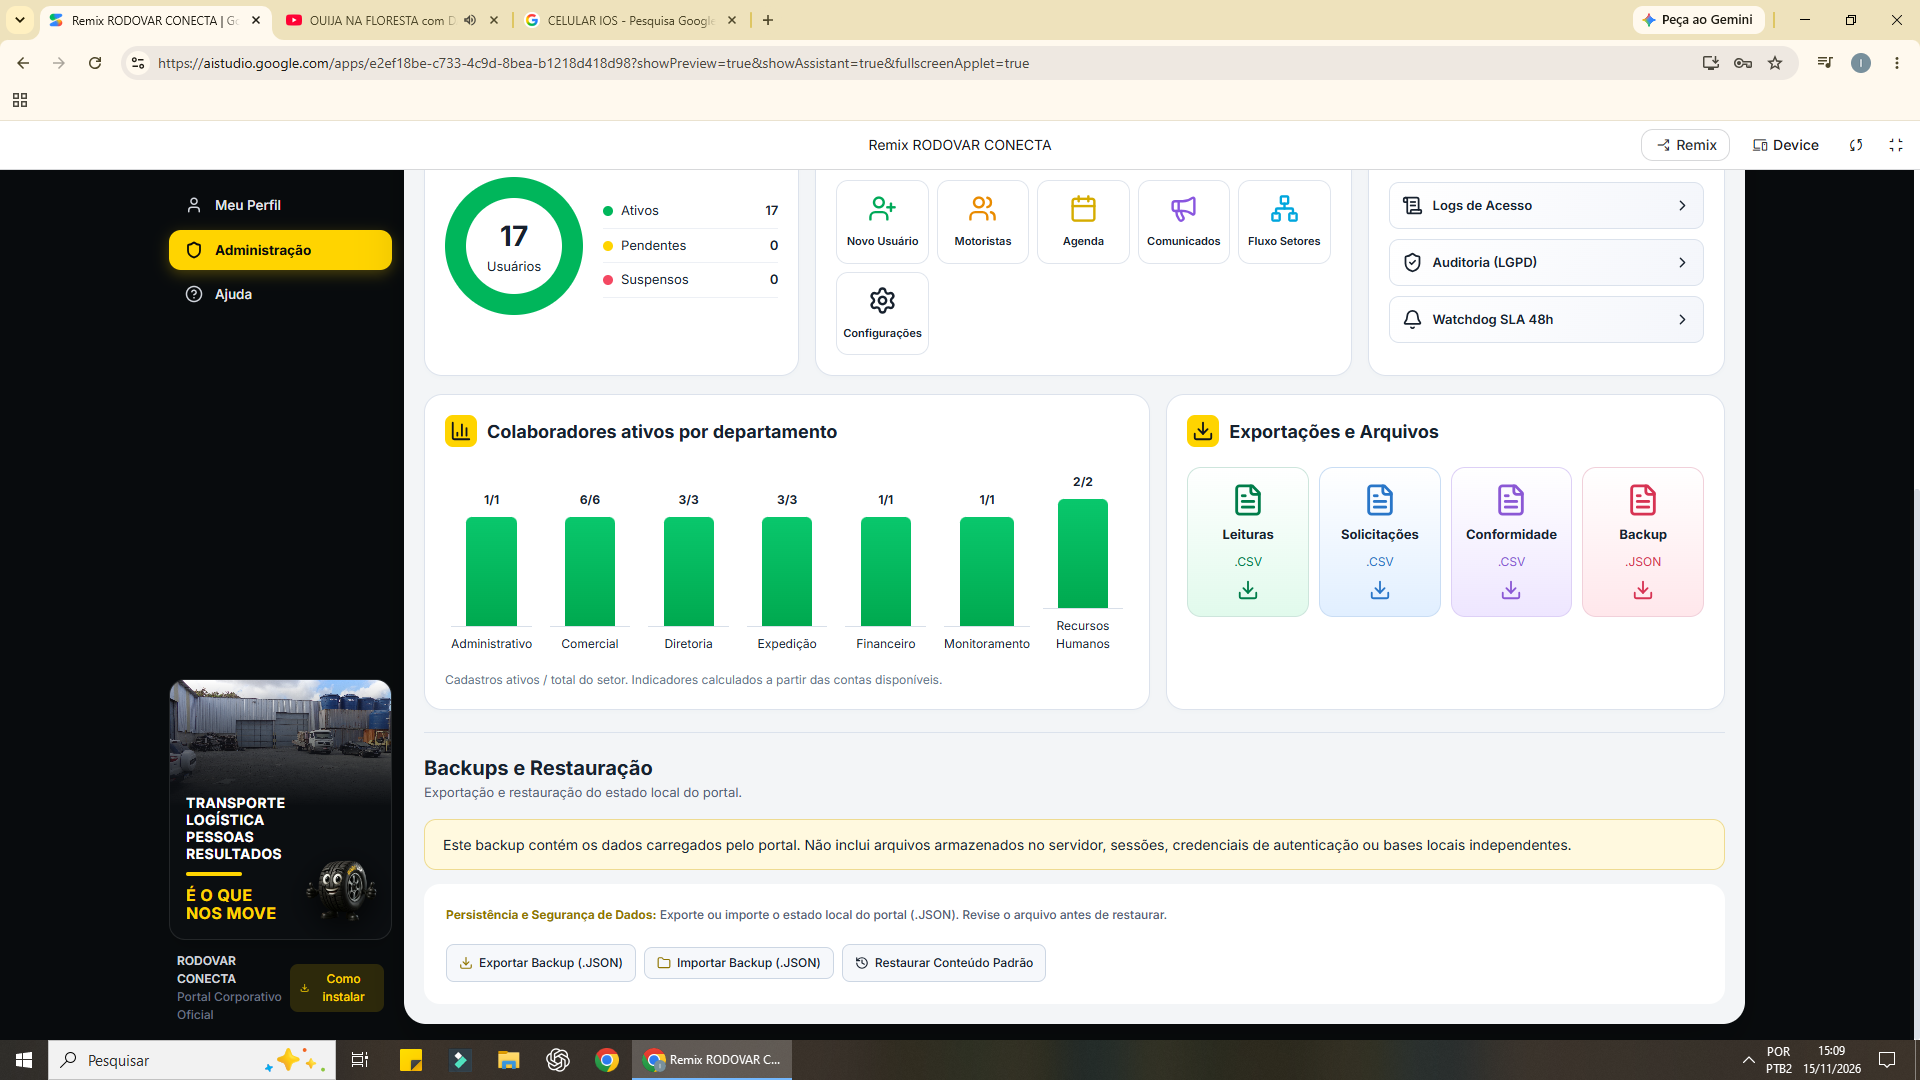 Remix RODOVAR CONECTA | Go
OUIJA NA FLORESTA com D
CELULAR IOS - Pesquisa Google
Peça ao Gemini
https://aistudio.google.com/apps/e2ef18be-c733-4c9d-8bea-b1218d418d98?showPreview=true&showAssistant=true&fullscreenApplet=true
I
Remix RODOVAR CONECTA
Remix
Device
Meu Perfil
Administração
Ajuda
17
Usuários
Ativos 17
Pendentes 0
Suspensos 0
Novo Usuário
Motoristas
Agenda
Comunicados
Fluxo Setores
Configurações
Logs de Acesso
Auditoria (LGPD)
Watchdog SLA 48h
Colaboradores ativos por departamento
1/1
6/6
3/3
3/3
1/1
1/1
2/2
Administrativo
Comercial
Diretoria
Expedição
Financeiro
Monitoramento
Recursos
Humanos
Cadastros ativos / total do setor. Indicadores calculados a partir das contas disponíveis.
Exportações e Arquivos
Leituras
.CSV
Solicitações
.CSV
Conformidade
.CSV
Backup
.JSON
Backups e Restauração
Exportação e restauração do estado local do portal.
Este backup contém os dados carregados pelo portal. Não inclui arquivos armazenados no servidor, sessões, credenciais de autenticação ou bases locais independentes.
Persistência e Segurança de Dados: Exporte ou importe o estado local do portal (.JSON). Revise o arquivo antes de restaurar.
Exportar Backup (.JSON)
Importar Backup (.JSON)
Restaurar Conteúdo Padrão
TRANSPORTE
LOGÍSTICA
PESSOAS
RESULTADOS
É O QUE
NOS MOVE
RODOVAR
CONECTA
Portal Corporativo
Oficial
Como
instalar
Pesquisar
Remix RODOVAR C...
POR
PTB2
15:09
15/11/2026